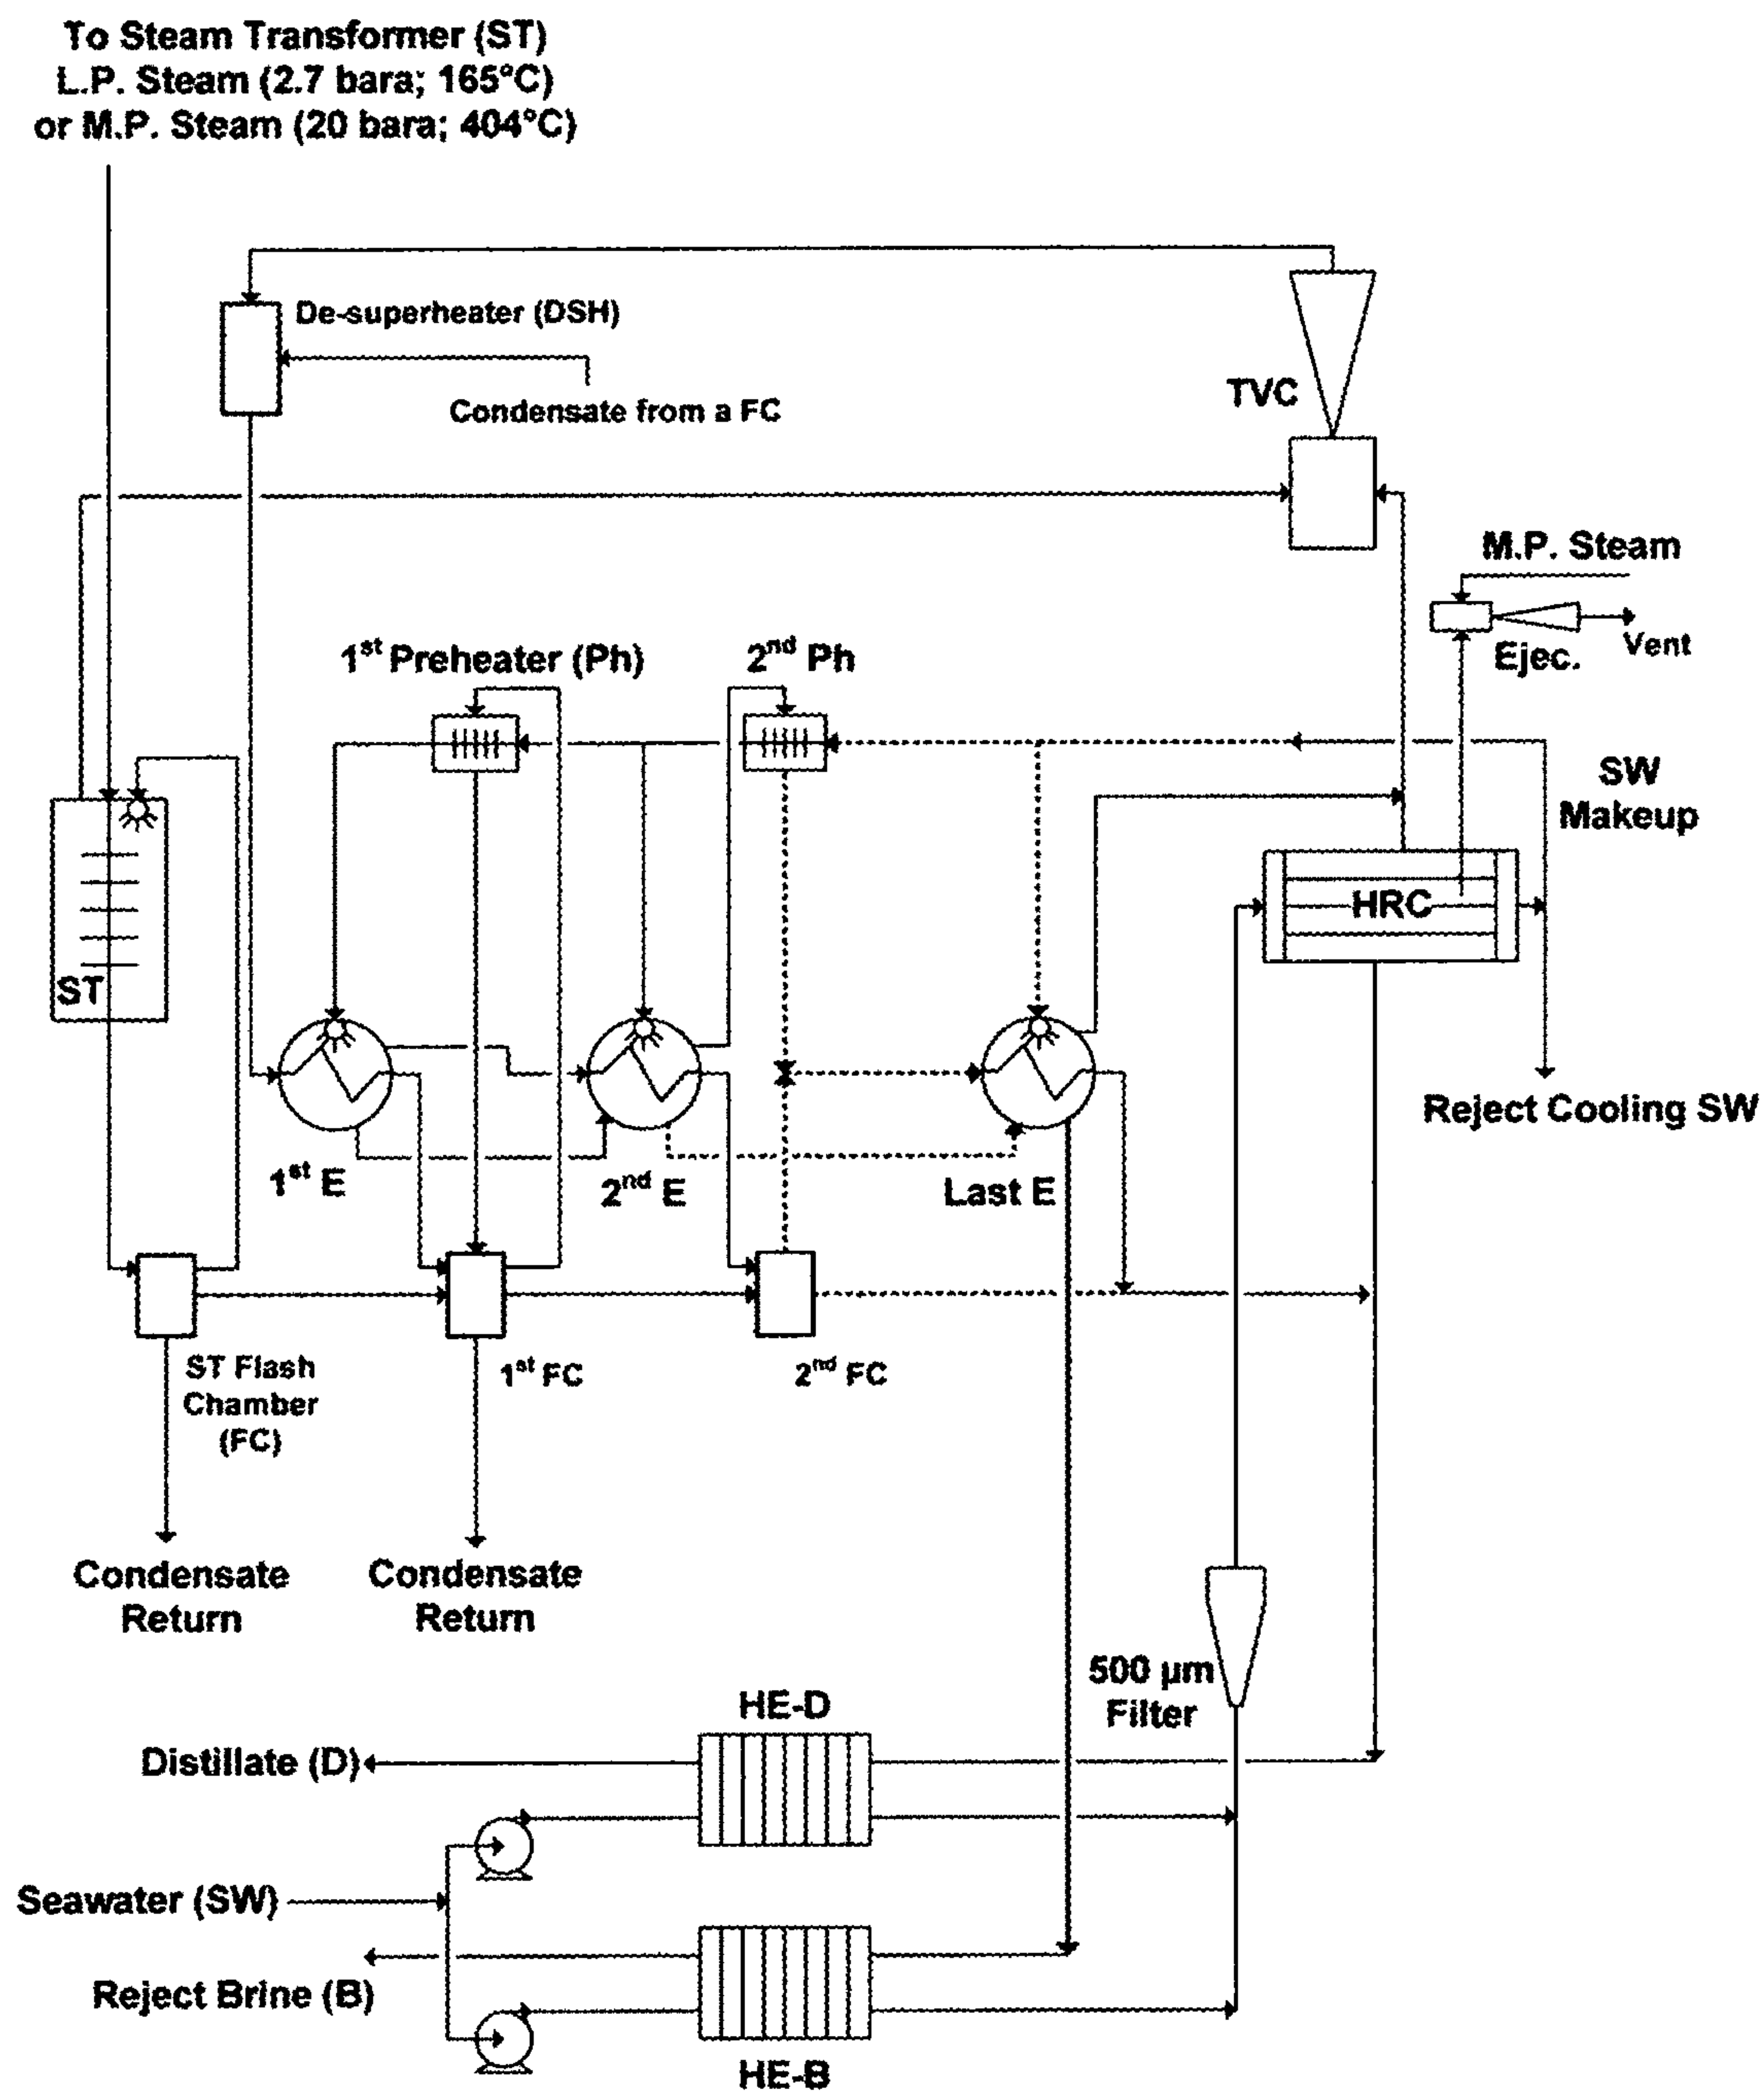 To Steam Transformer (ST)
L.P. Steam (2.7 bara; 165°C)
or M.P. Steam (20 bara; 404°C)
De-superheater (DSH)
Condensate from a FC
TVC
M.P. Steam
Ejec.
Vent
1st Preheater (Ph)
2nd Ph
SW
Makeup
HRC
ST
Reject Cooling SW
1st E
2nd E
Last E
ST Flash
Chamber
(FC)
1st FC
2nd FC
Condensate
Return
Condensate
Return
500 µm
Filter
HE-D
Distillate (D)
Seawater (SW)
Reject Brine (B)
HE-B